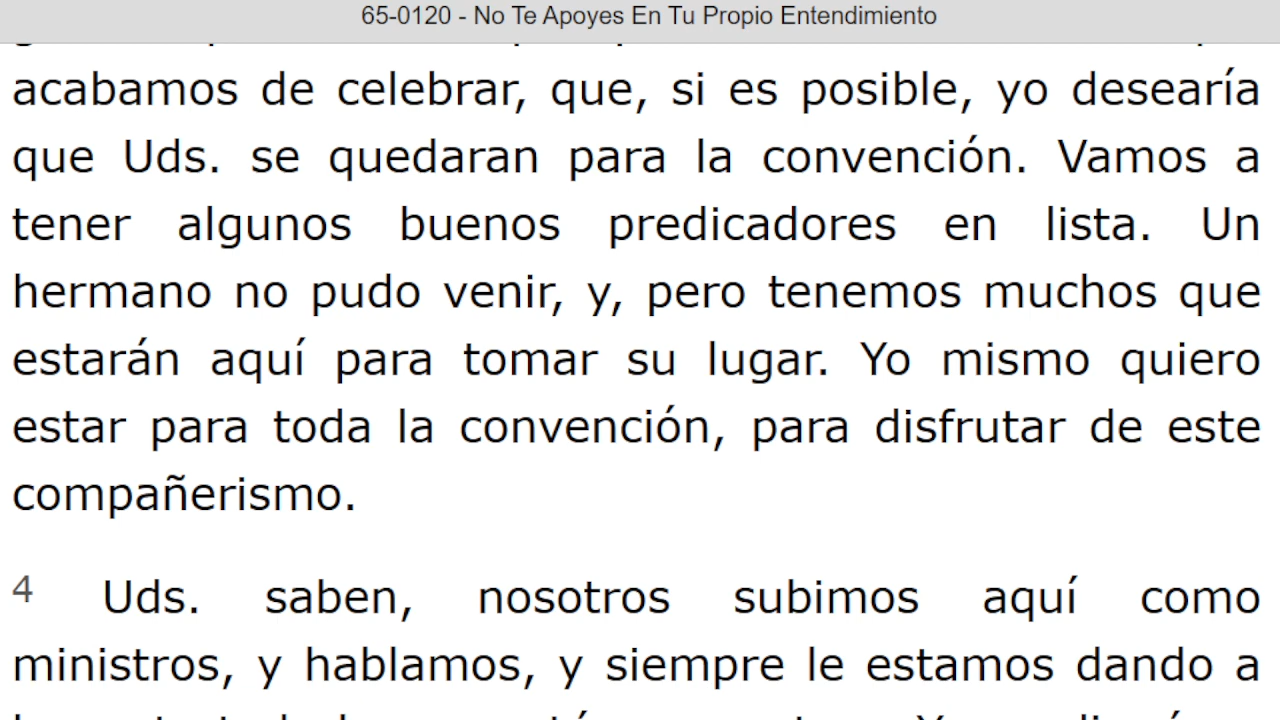 65-0120 - No Te Apoyes En Tu Propio Entendimiento
acabamos de celebrar, que, si es posible, yo desearía
que Uds. se quedaran para la convención. Vamos a
tener algunos buenos predicadores en lista. Un
hermano no pudo venir, y, pero tenemos muchos que
estarán aquí para tomar su lugar. Yo mismo quiero
estar para toda la convención, para disfrutar de este
compañerismo.
4 Uds. saben, nosotros subimos aquí como
ministros, y hablamos, y siempre le estamos dando a